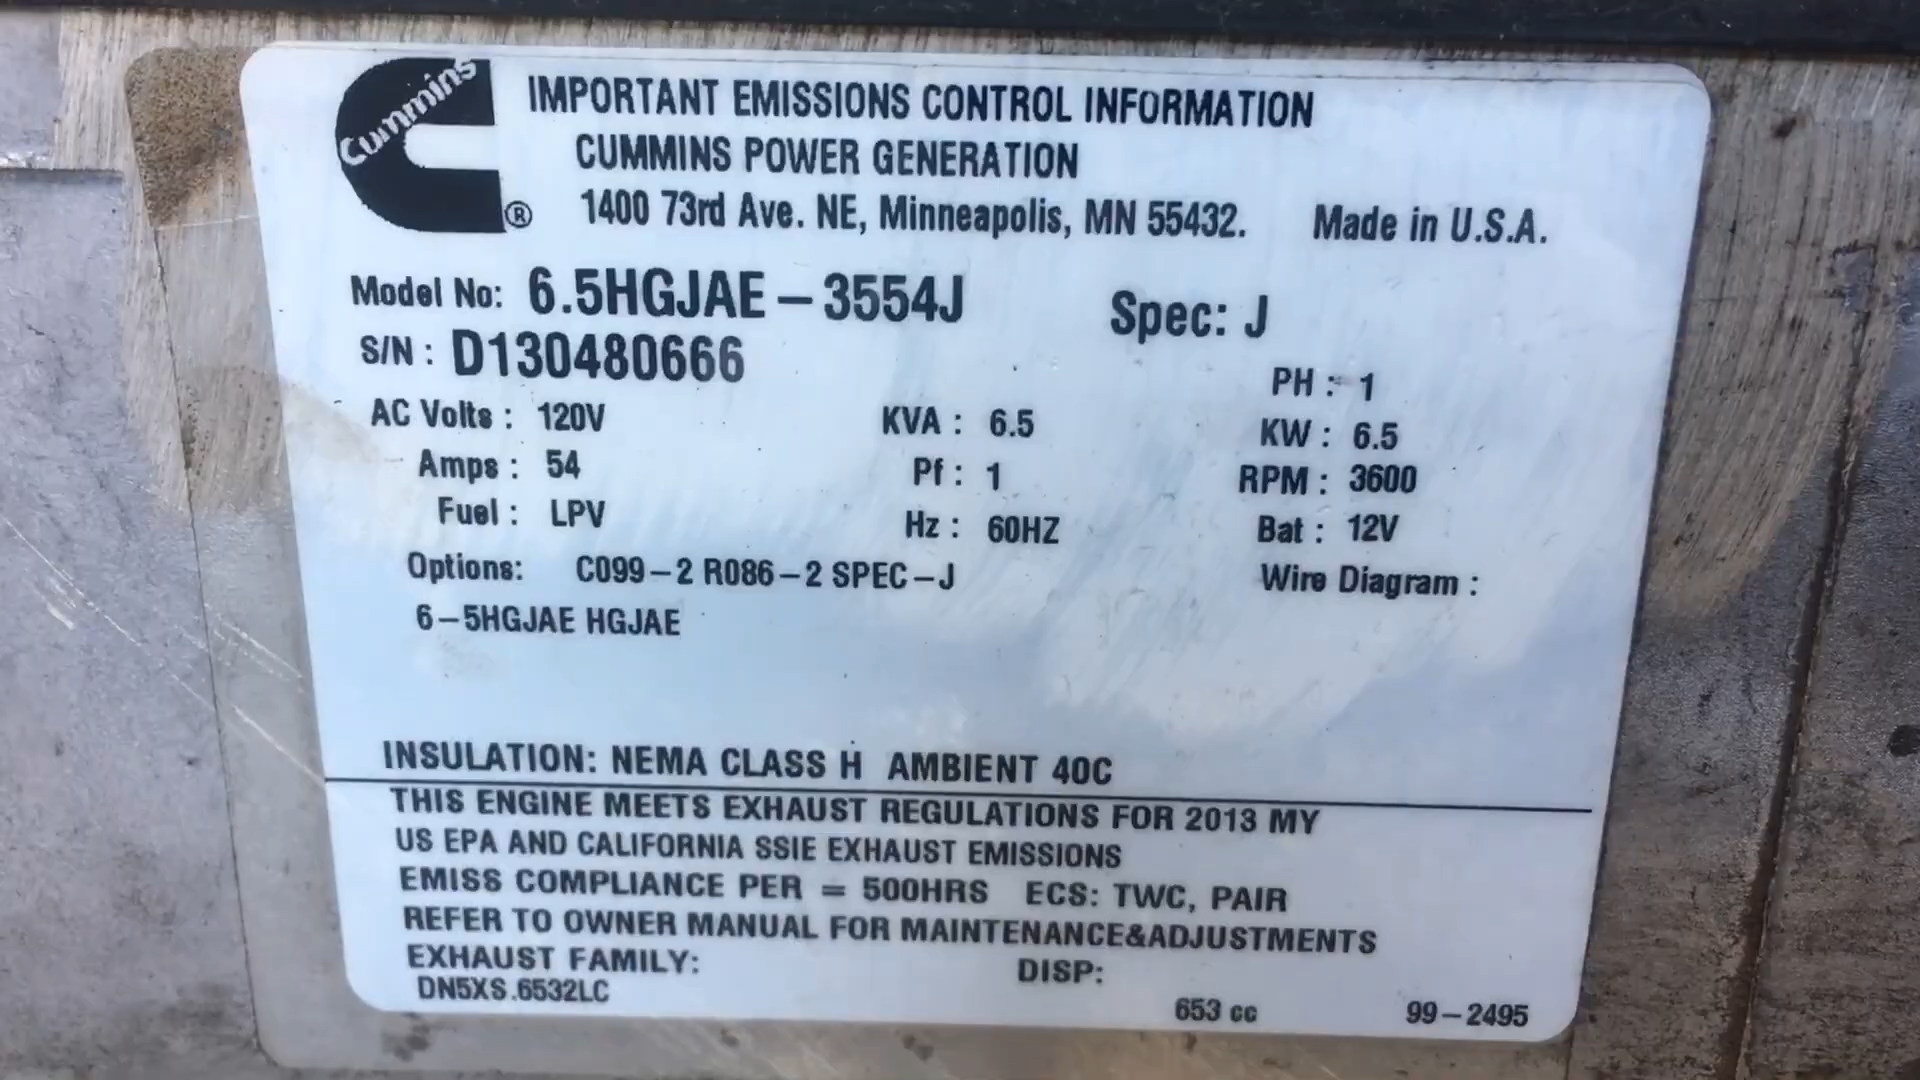 Cummins ®
IMPORTANT EMISSIONS CONTROL INFORMATION
CUMMINS POWER GENERATION
1400 73rd Ave. NE, Minneapolis, MN 55432. Made in U.S.A.
Model No: 6.5HGJAE-3554J Spec: J
S/N : D130480666
PH : 1
AC Volts : 120V KVA : 6.5 KW : 6.5
Amps : 54 Pf : 1 RPM : 3600
Fuel : LPV Hz : 60HZ Bat : 12V
Options: C099-2 R086-2 SPEC-J Wire Diagram :
6-5HGJAE HGJAE
INSULATION: NEMA CLASS H AMBIENT 40C
THIS ENGINE MEETS EXHAUST REGULATIONS FOR 2013 MY
US EPA AND CALIFORNIA SSIE EXHAUST EMISSIONS
EMISS COMPLIANCE PER = 500HRS ECS: TWC, PAIR
REFER TO OWNER MANUAL FOR MAINTENANCE&ADJUSTMENTS
EXHAUST FAMILY: DISP:
DN5XS.6532LC 653 cc 99-2495